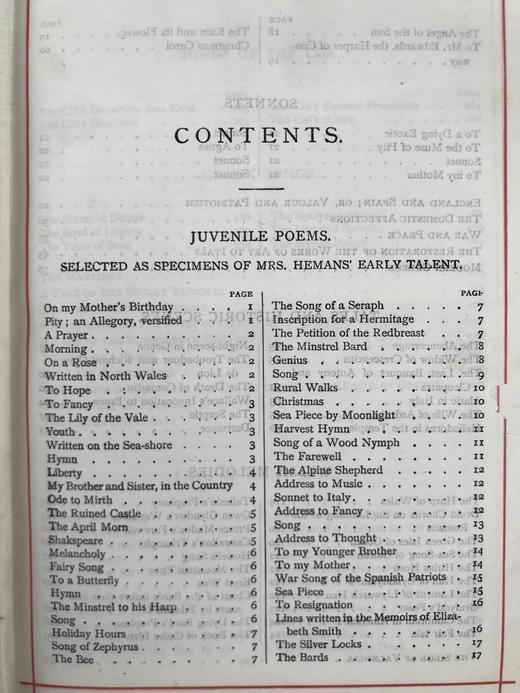 CONTENTS.
JUVENILE POEMS.
SELECTED AS SPECIMENS OF MRS. HEMANS' EARLY TALENT.
PAGE
On my Mother's Birthday . 1
Pity; an Allegory, versified . 1
A Prayer . . . . . . 2
Morning . . . . . . 2
On a Rose . . . . . . 2
Written in North Wales . . 2
To Hope . . . . . . 2
To Fancy . . . . . . 3
The Lily of the Vale . . . 3
Youth . . . . . . 3
Written on the Sea-shore . . 3
Hymn . . . . . . 3
Liberty . . . . . . 4
My Brother and Sister, in the Country 4
Ode to Mirth . . . . . 4
The Ruined Castle . . . . 5
The April Morn . . . . 5
Shakspeare . . . . . 5
Melancholy . . . . . 6
Fairy Song . . . . . 6
To a Butterfly . . . . . 6
Hymn . . . . . . 6
The Minstrel to his Harp . . 6
Song . . . . . . 6
Holiday Hours . . . . . 7
Song of Zephyrus . . . . 7
The Bee . . . . . . 7
PAGE
The Song of a Seraph . . . . 7
Inscription for a Hermitage . . 7
The Petition of the Redbreast . . 7
The Minstrel Bard . . . . 8
Genius . . . . . . 8
Song . . . . . . 9
Rural Walks . . . . . 10
Christmas . . . . . 10
Sea Piece by Moonlight . . . 10
Harvest Hymn . . . . . 11
Song of a Wood Nymph . . . 11
The Farewell . . . . . 11
The Alpine Shepherd . . . . 12
Address to Music . . . . . 12
Sonnet to Italy . . . . . 12
Address to Fancy . . . . . 12
Song . . . . . . 13
Address to Thought . . . . 13
To my Younger Brother . . . 14
To my Mother . . . . . 14
War Song of the Spanish Patriots . 15
Sea Piece . . . . . . 15
To Resignation . . . . . 16
Lines written in the Memoirs of Eliza-
beth Smith . . . . . 16
The Silver Locks . . . . . 17
The Bards . . . . . . 17